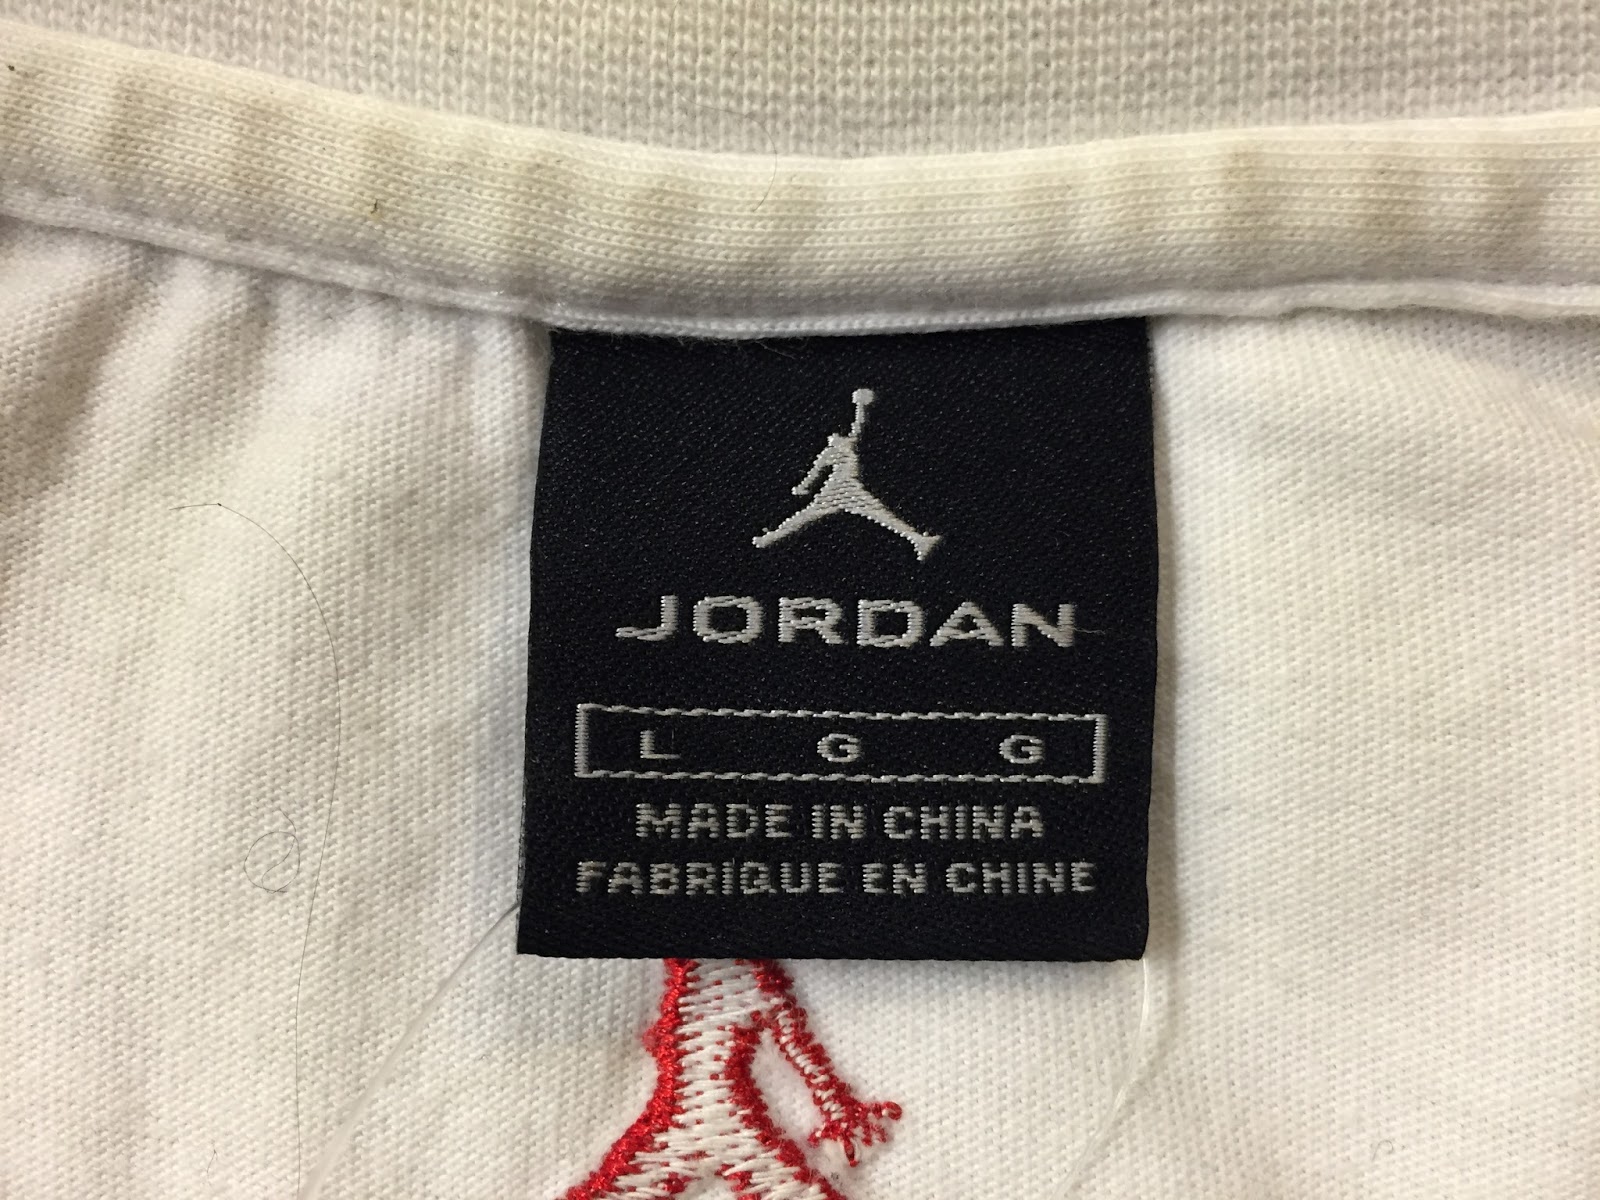 JORDAN
L G G
MADE IN CHINA
FABRIQUE EN CHINE